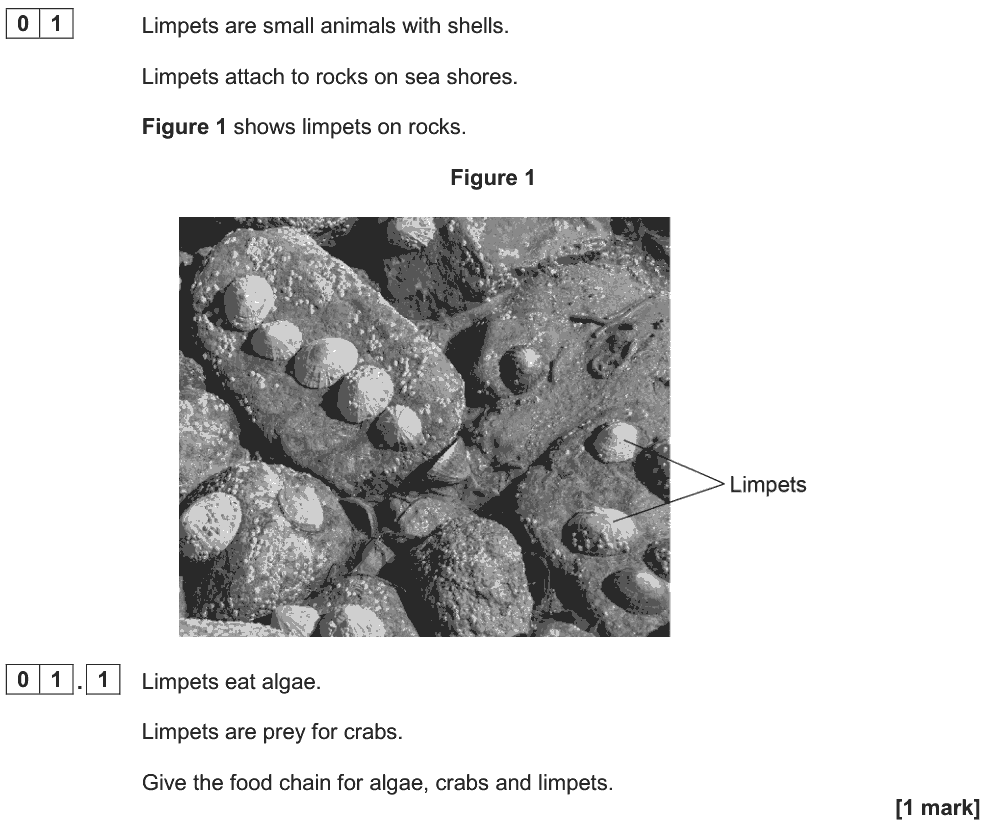 0 1 Limpets are small animals with shells.
Limpets attach to rocks on sea shores.
Figure 1 shows limpets on rocks.
Figure 1
Limpets
0 1 . 1 Limpets eat algae.
Limpets are prey for crabs.
Give the food chain for algae, crabs and limpets.
[1 mark]